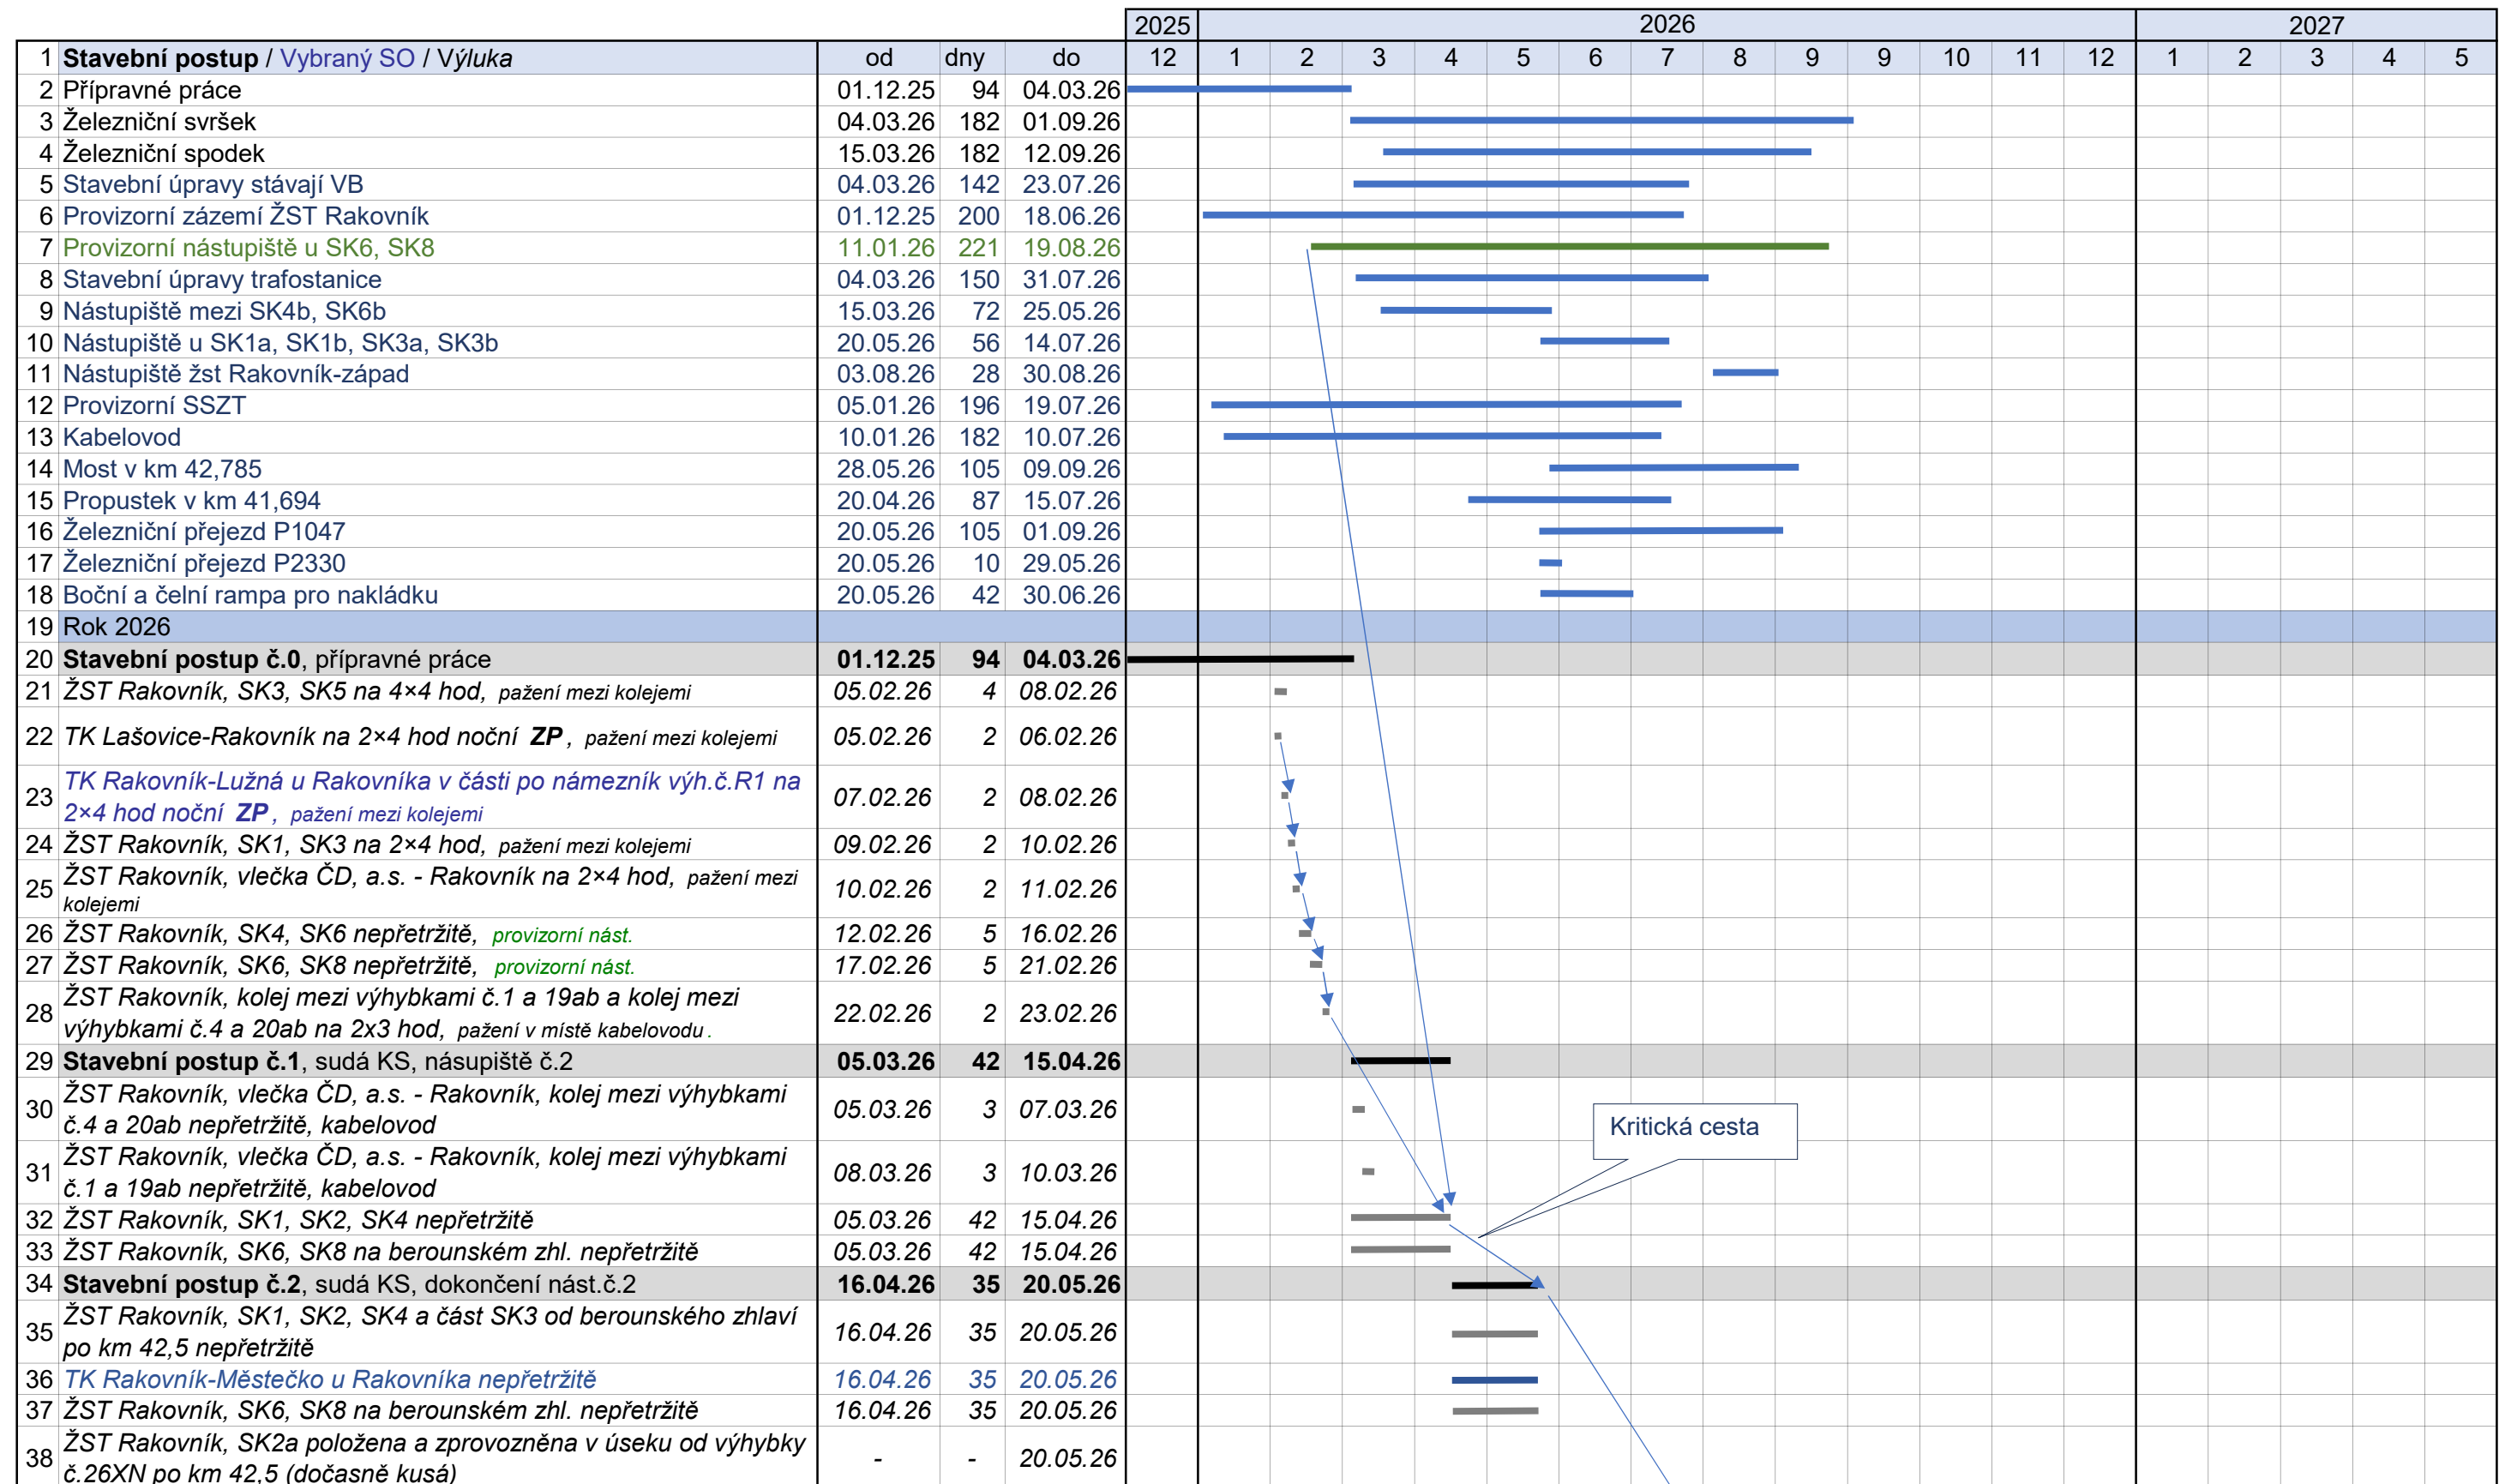 2025 2026 2027
1 Stavební postup / Vybraný SO / Výluka od dny do 12 1 2 3 4 5 6 7 8 9 9 10 11 12 1 2 3 4 5
2 Přípravné práce 01.12.25 94 04.03.26
3 Železniční svršek 04.03.26 182 01.09.26
4 Železniční spodek 15.03.26 182 12.09.26
5 Stavební úpravy stávají VB 04.03.26 142 23.07.26
6 Provizorní zázemí ŽST Rakovník 01.12.25 200 18.06.26
7 Provizorní nástupiště u SK6, SK8 11.01.26 221 19.08.26
8 Stavební úpravy trafostanice 04.03.26 150 31.07.26
9 Nástupiště mezi SK4b, SK6b 15.03.26 72 25.05.26
10 Nástupiště u SK1a, SK1b, SK3a, SK3b 20.05.26 56 14.07.26
11 Nástupiště žst Rakovník-západ 03.08.26 28 30.08.26
12 Provizorní SSZT 05.01.26 196 19.07.26
13 Kabelovod 10.01.26 182 10.07.26
14 Most v km 42,785 28.05.26 105 09.09.26
15 Propustek v km 41,694 20.04.26 87 15.07.26
16 Železniční přejezd P1047 20.05.26 105 01.09.26
17 Železniční přejezd P2330 20.05.26 10 29.05.26
18 Boční a čelní rampa pro nakládku 20.05.26 42 30.06.26
19 Rok 2026
20 Stavební postup č.0, přípravné práce 01.12.25 94 04.03.26
21 ŽST Rakovník, SK3, SK5 na 4×4 hod, pažení mezi kolejemi 05.02.26 4 08.02.26
22 TK Lašovice-Rakovník na 2×4 hod noční ZP, pažení mezi kolejemi 05.02.26 2 06.02.26
23 TK Rakovník-Lužná u Rakovníka v části po námezník výh.č.R1 na
2×4 hod noční ZP, pažení mezi kolejemi 07.02.26 2 08.02.26
24 ŽST Rakovník, SK1, SK3 na 2×4 hod, pažení mezi kolejemi 09.02.26 2 10.02.26
25 ŽST Rakovník, vlečka ČD, a.s. - Rakovník na 2×4 hod, pažení mezi
kolejemi 10.02.26 2 11.02.26
26 ŽST Rakovník, SK4, SK6 nepřetržitě, provizorní nást. 12.02.26 5 16.02.26
27 ŽST Rakovník, SK6, SK8 nepřetržitě, provizorní nást. 17.02.26 5 21.02.26
28 ŽST Rakovník, kolej mezi výhybkami č.1 a 19ab a kolej mezi
výhybkami č.4 a 20ab na 2x3 hod, pažení v místě kabelovodu. 22.02.26 2 23.02.26
29 Stavební postup č.1, sudá KS, násupiště č.2 05.03.26 42 15.04.26
30 ŽST Rakovník, vlečka ČD, a.s. - Rakovník, kolej mezi výhybkami
č.4 a 20ab nepřetržitě, kabelovod 05.03.26 3 07.03.26
Kritická cesta
31 ŽST Rakovník, vlečka ČD, a.s. - Rakovník, kolej mezi výhybkami
č.1 a 19ab nepřetržitě, kabelovod 08.03.26 3 10.03.26
32 ŽST Rakovník, SK1, SK2, SK4 nepřetržitě 05.03.26 42 15.04.26
33 ŽST Rakovník, SK6, SK8 na berounském zhl. nepřetržitě 05.03.26 42 15.04.26
34 Stavební postup č.2, sudá KS, dokončení nást.č.2 16.04.26 35 20.05.26
35 ŽST Rakovník, SK1, SK2, SK4 a část SK3 od berounského zhlaví
po km 42,5 nepřetržitě 16.04.26 35 20.05.26
36 TK Rakovník-Městečko u Rakovníka nepřetržitě 16.04.26 35 20.05.26
37 ŽST Rakovník, SK6, SK8 na berounském zhl. nepřetržitě 16.04.26 35 20.05.26
38 ŽST Rakovník, SK2a položena a zprovozněna v úseku od výhybky
č.26XN po km 42,5 (dočasně kusá) - - 20.05.26